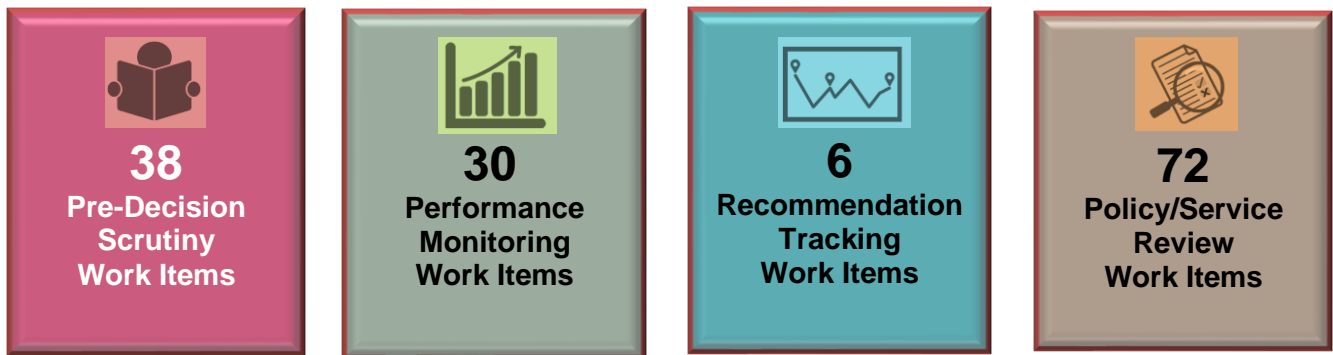 38
Pre-Decision
Scrutiny
Work Items
30
Performance
Monitoring
Work Items
6
Recommendation
Tracking
Work Items
72
Policy/Service
Review
Work Items